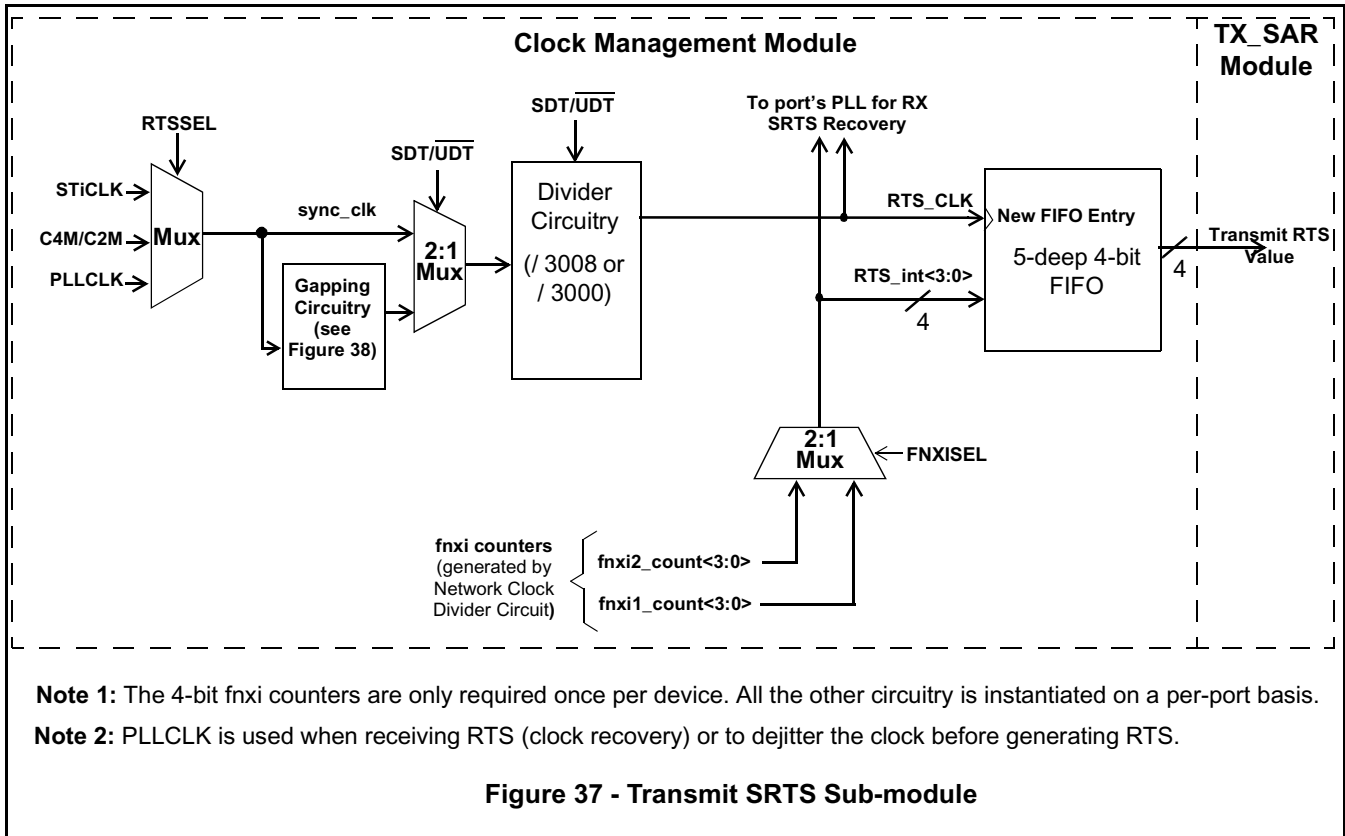 Clock Management Module
TX_SAR
Module
RTSSEL
STiCLK
C4M/C2M
PLLCLK
Mux
sync_clk
Gapping
Circuitry
(see
Figure 38)
SDT/UDT
2:1
Mux
SDT/UDT
Divider
Circuitry
(/ 3008 or
/ 3000)
To port's PLL for RX
SRTS Recovery
RTS_CLK
RTS_int<3:0>
4
New FIFO Entry
5-deep 4-bit
FIFO
4
Transmit RTS
Value
2:1
Mux
FNXISEL
fnxi counters
(generated by
Network Clock
Divider Circuit)
fnxi2_count<3:0>
fnxi1_count<3:0>
Note 1: The 4-bit fnxi counters are only required once per device. All the other circuitry is instantiated on a per-port basis.
Note 2: PLLCLK is used when receiving RTS (clock recovery) or to dejitter the clock before generating RTS.
Figure 37 - Transmit SRTS Sub-module